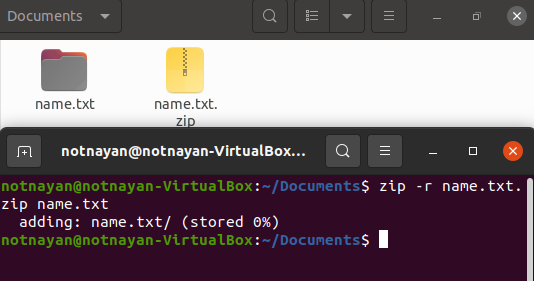 Documents
name.txt
name.txt.
zip
notnayan@notnayan-VirtualBox...
notnayan@notnayan-VirtualBox:~/Documents$ zip -r name.txt.
zip name.txt
  adding: name.txt/ (stored 0%)
notnayan@notnayan-VirtualBox:~/Documents$